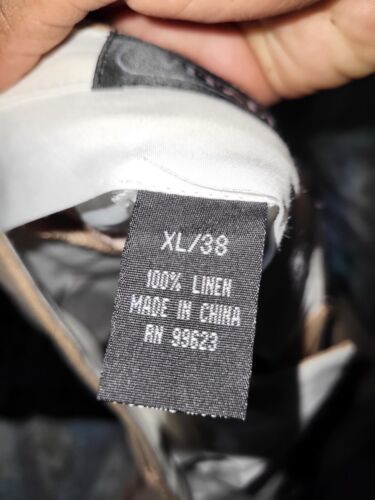 XL/38
100% LINEN
MADE IN CHINA
RN 99623